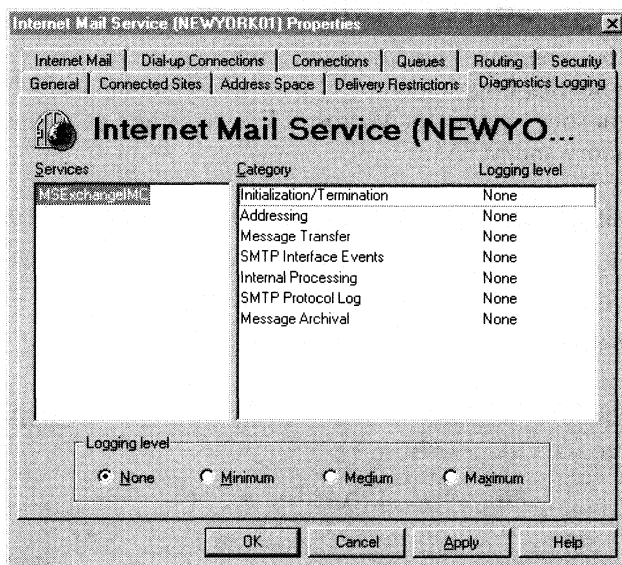 Internet Mail Service (NEWYORK01) Properties
Internet Mail Dial-up Connections Connections Queues Routing Security
General Connected Sites Address Space Delivery Restrictions Diagnostics Logging
Internet Mail Service (NEWYO...
Services Category Logging level
MSExchangeIMC Initialization/Termination None
Addressing None
Message Transfer None
SMTP Interface Events None
Internal Processing None
SMTP Protocol Log None
Message Archival None
Logging level
None Minimum Medium Maximum
OK Cancel Apply Help